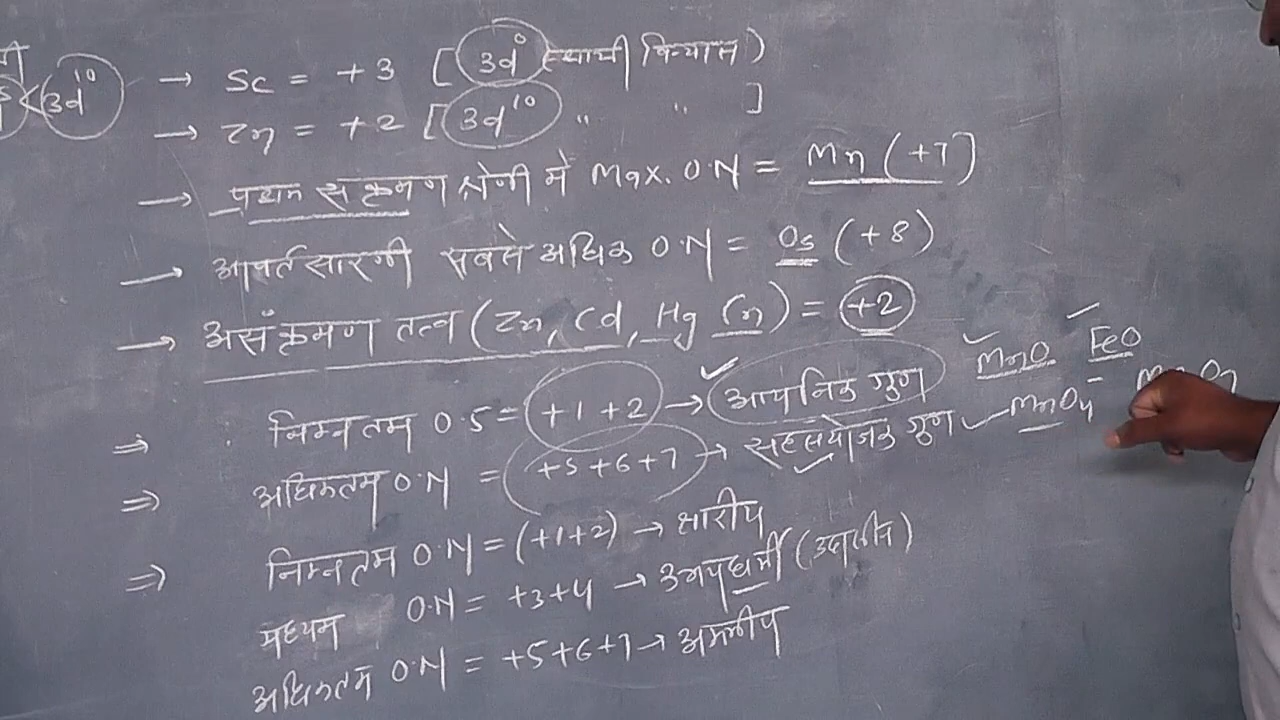 3d¹⁰ → Sc = +3 [3d⁰ स्थायी विन्यास)
→ Zn = +2 [3d¹⁰ " " ]
→ प्रथम संक्रमण श्रेणी में Max. O.N = Mn (+7)
→ आवर्त सारणी सबसे अधिक O.N = Os (+8)
→ असंक्रमण तत्व (Zn, Cd, Hg Cn) = +2
⇒ निम्नतम O.S = +1 +2 → आयनिक गुण MnO FeO
⇒ अधिकतम O.N = +5 +6 +7 → सहसंयोजक गुण MnO₄⁻
⇒ निम्नतम O.N = (+1+2) → क्षारीय
मध्यम O.N = +3+4 → उभयधर्मी (उदासीन)
अधिकतम O.N = +5+6+7 → अम्लीय